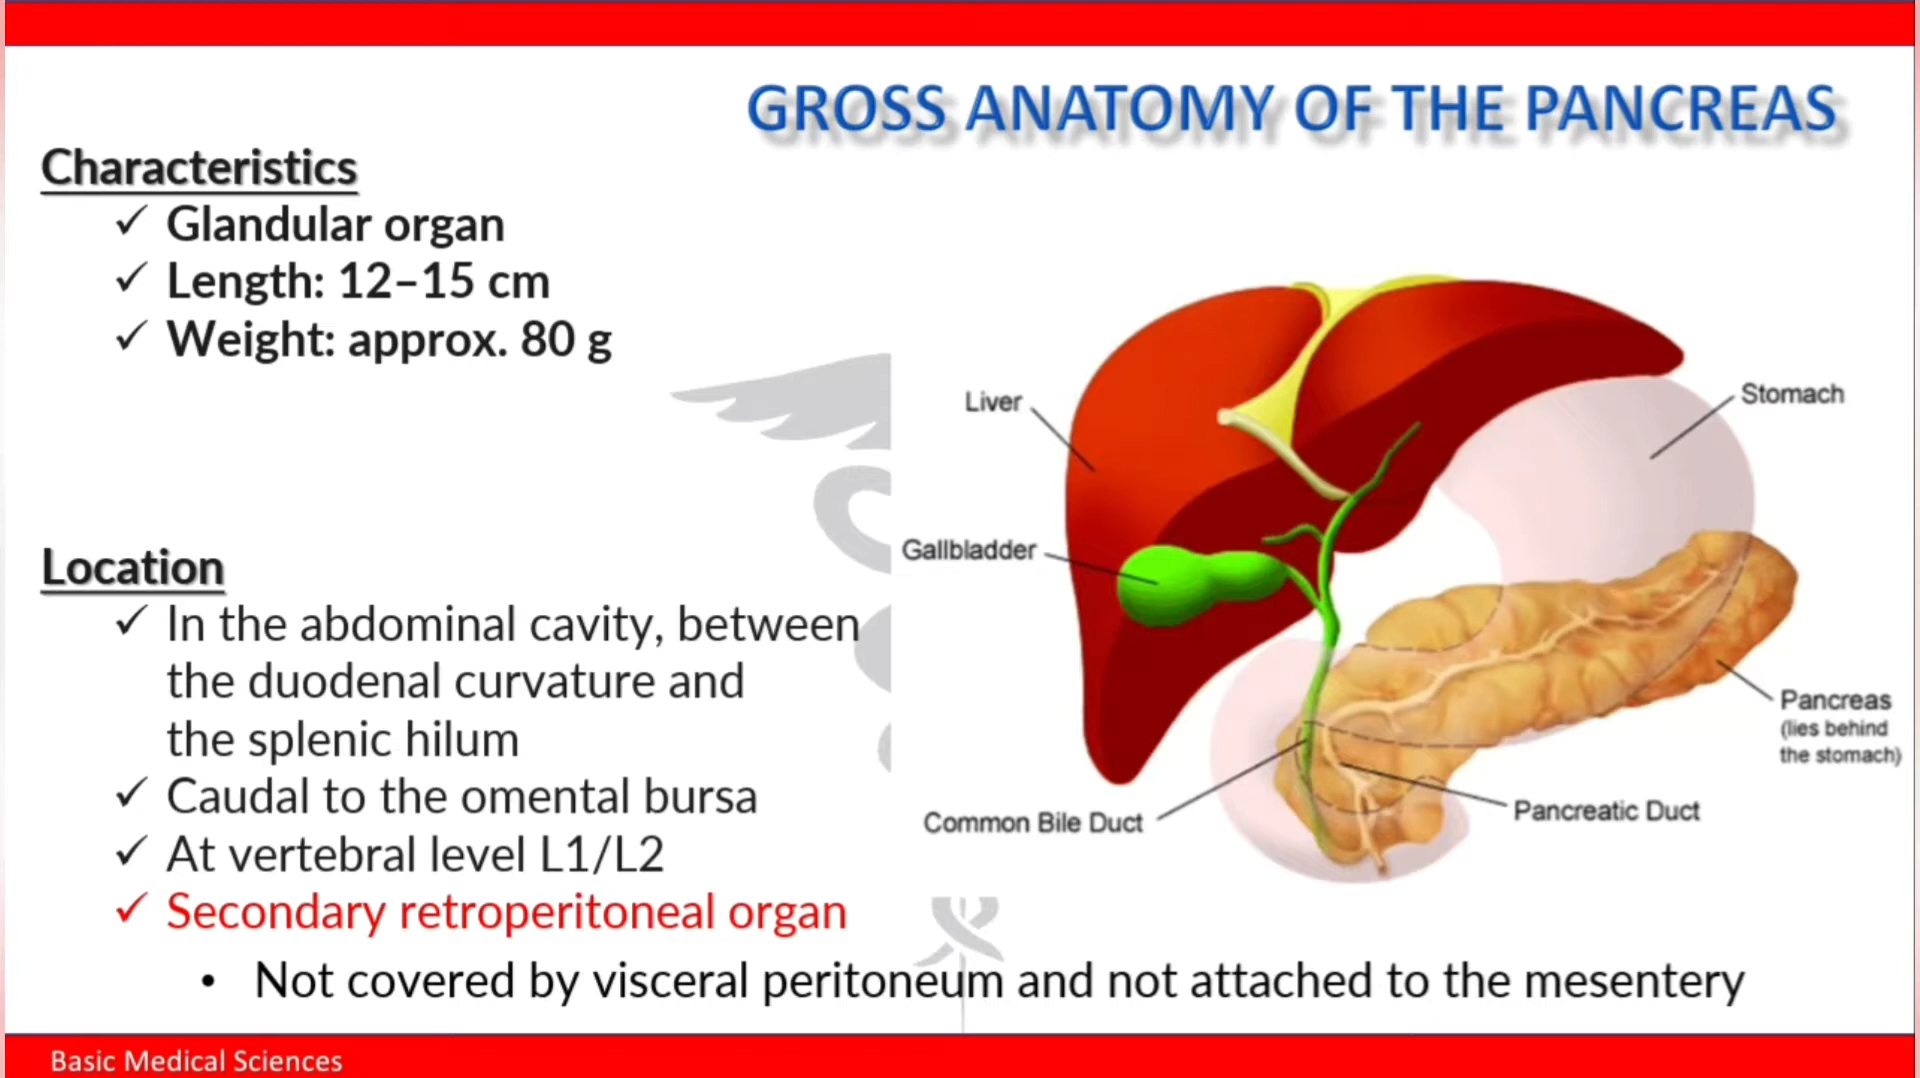 GROSS ANATOMY OF THE PANCREAS
Characteristics
✓ Glandular organ
✓ Length: 12–15 cm
✓ Weight: approx. 80 g
Location
✓ In the abdominal cavity, between
the duodenal curvature and
the splenic hilum
✓ Caudal to the omental bursa
✓ At vertebral level L1/L2
✓ Secondary retroperitoneal organ
• Not covered by visceral peritoneum and not attached to the mesentery
Liver
Stomach
Gallbladder
Pancreas
(lies behind
the stomach)
Common Bile Duct
Pancreatic Duct
Basic Medical Sciences